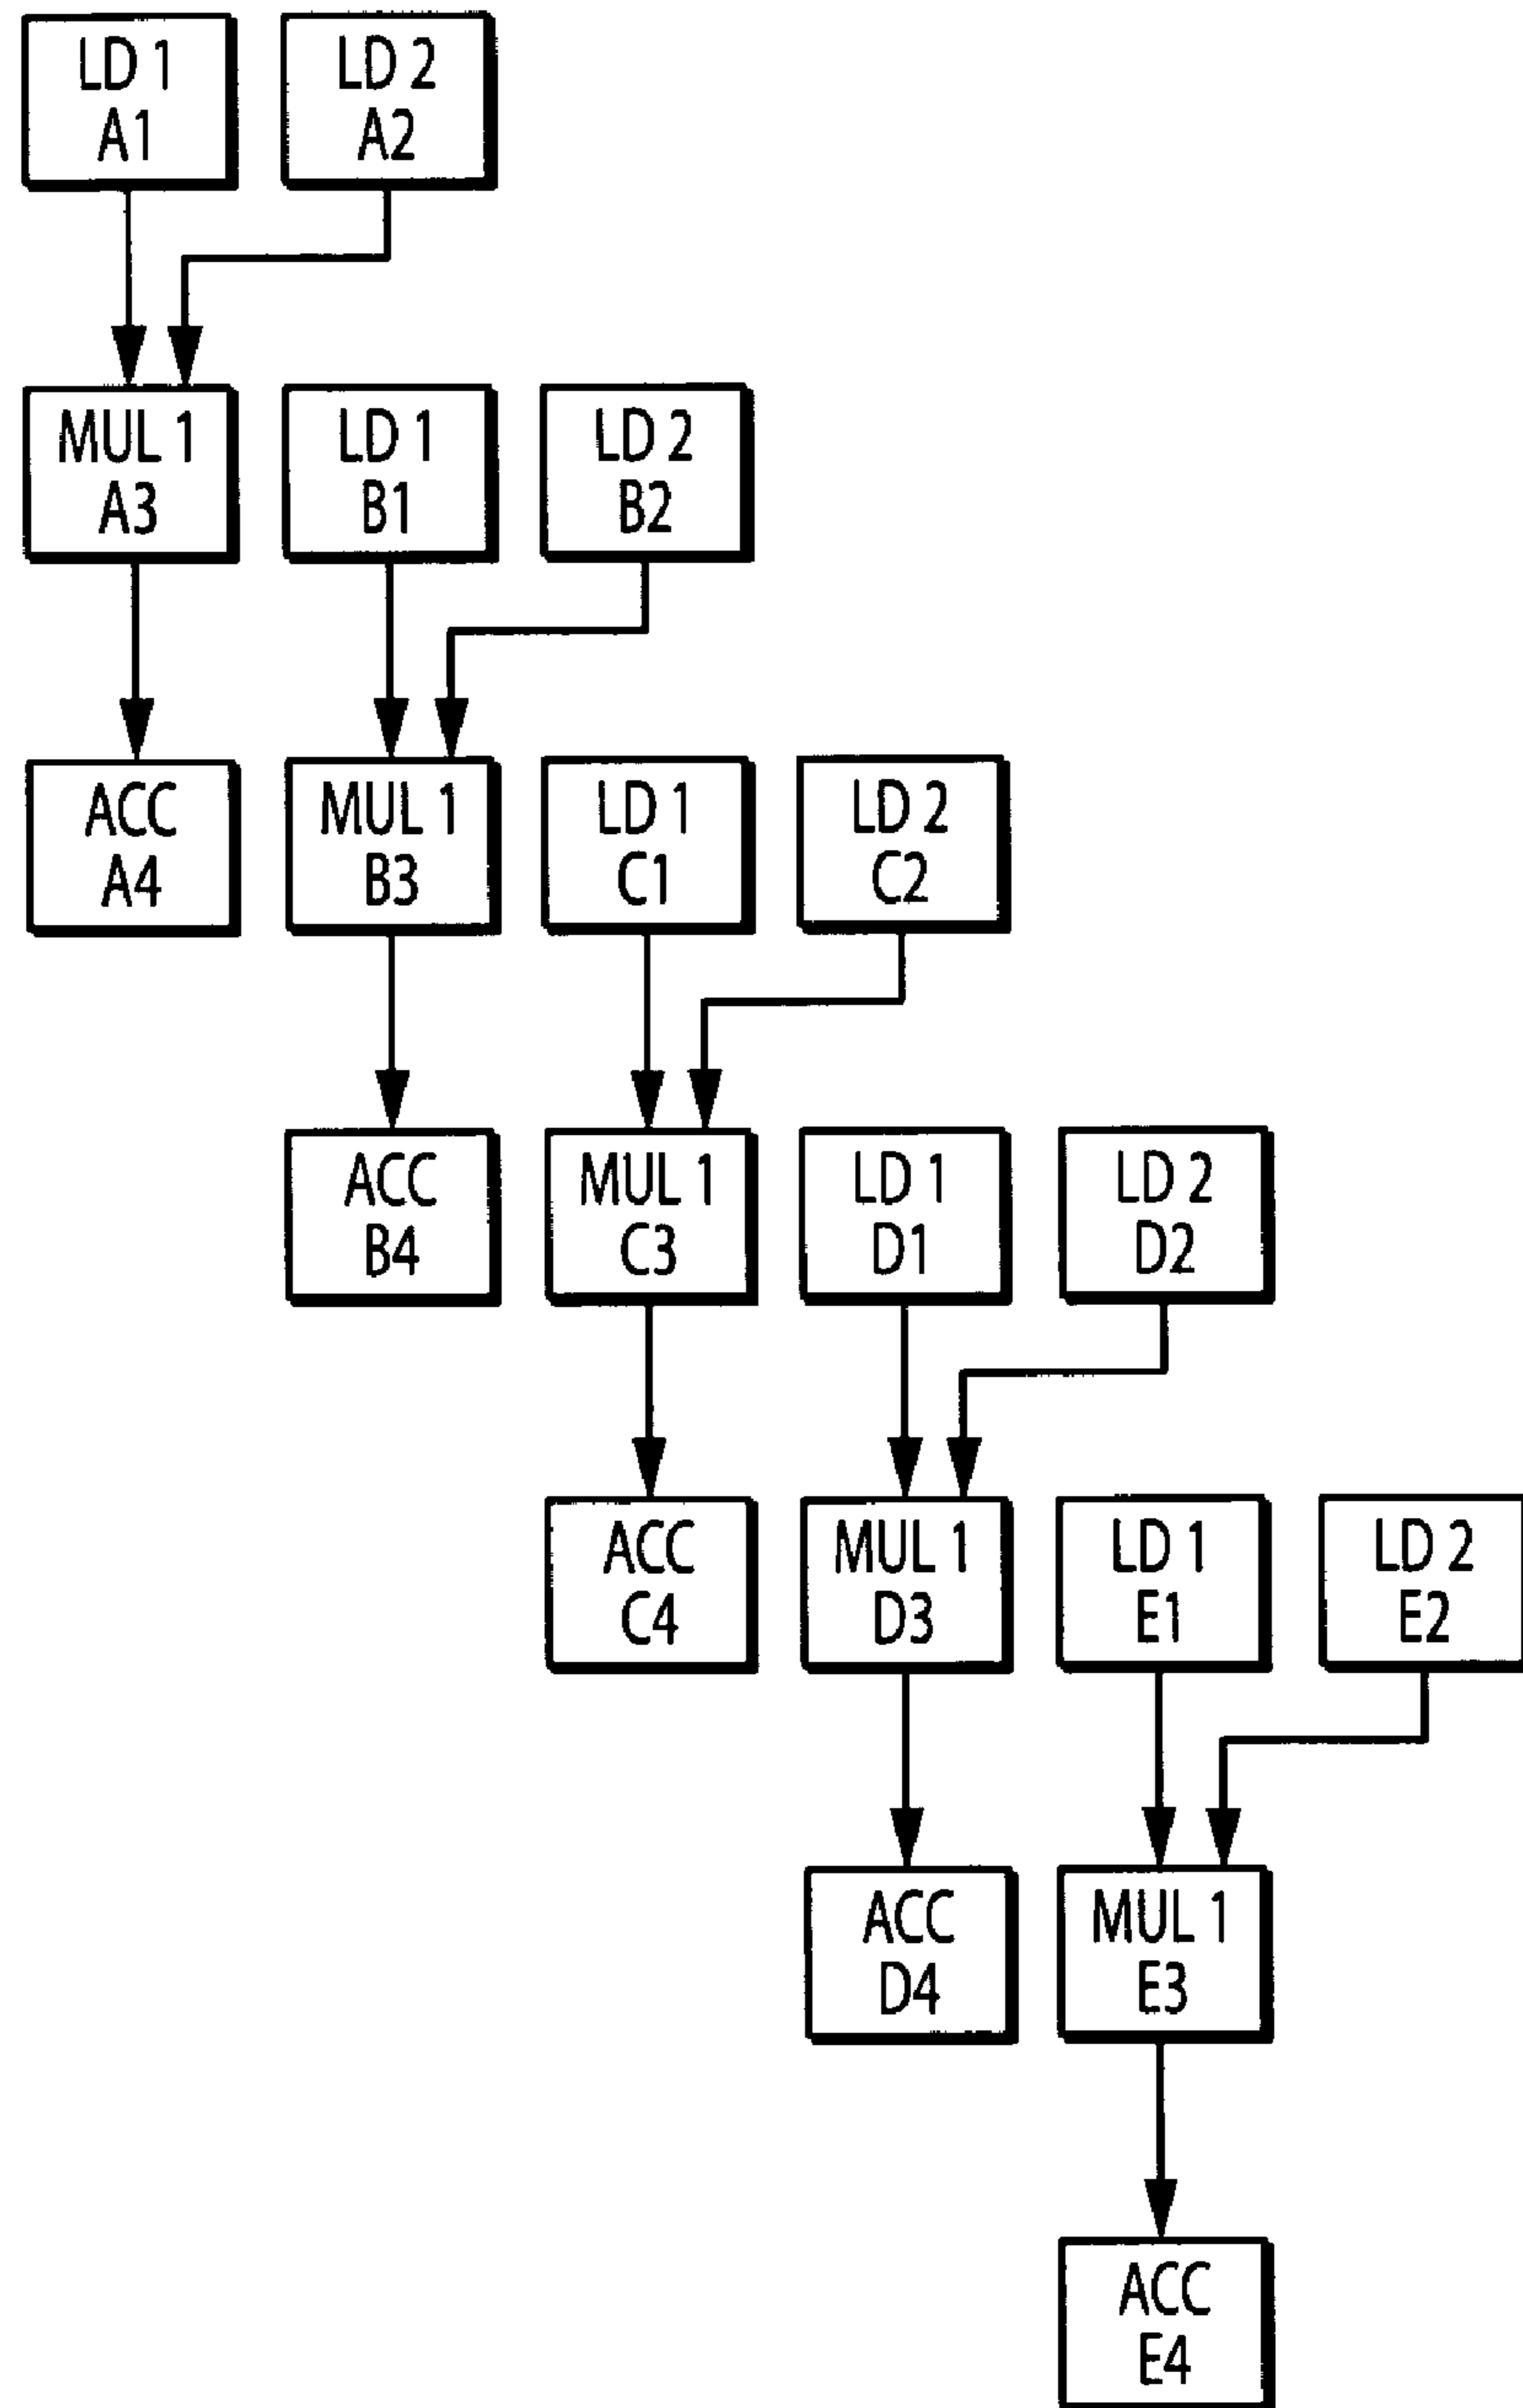 LD 1
A1
LD 2
A2
MUL 1
A3
LD 1
B1
LD 2
B2
ACC
A4
MUL 1
B3
LD 1
C1
LD 2
C2
ACC
B4
MUL 1
C3
LD 1
D1
LD 2
D2
ACC
C4
MUL 1
D3
LD 1
E1
LD 2
E2
ACC
D4
MUL 1
E3
ACC
E4